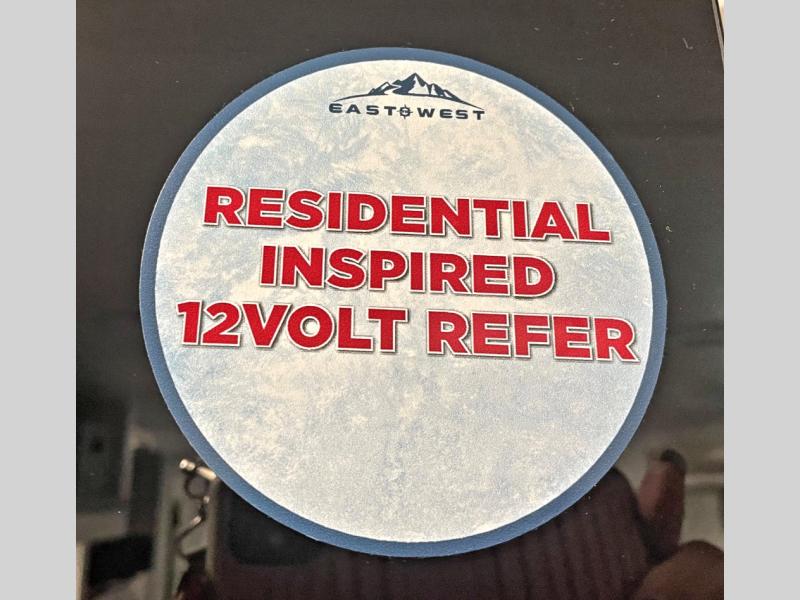 EAST WEST
RESIDENTIAL
INSPIRED
12VOLT REFER